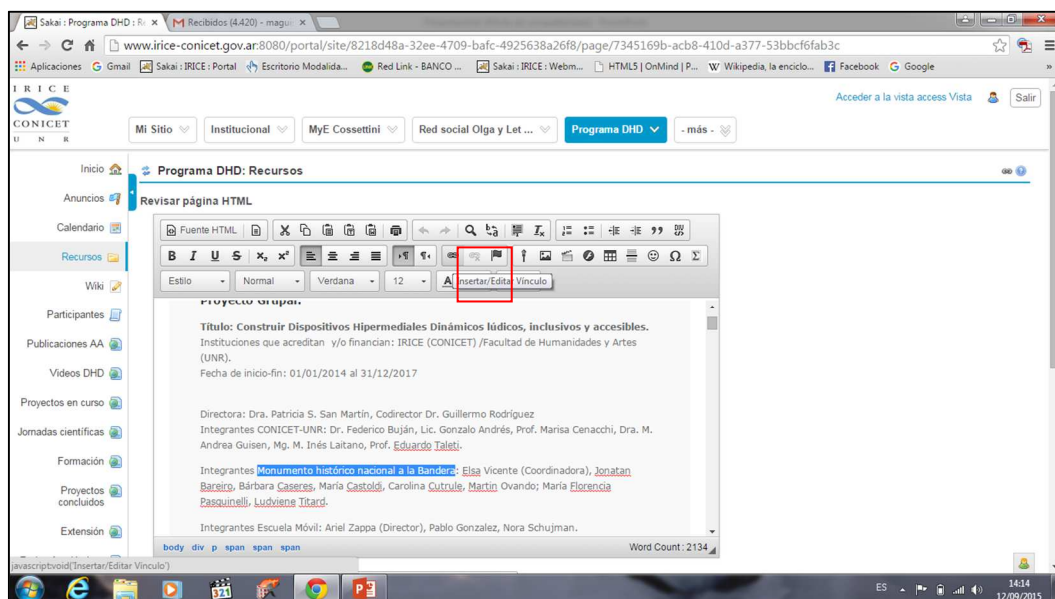 Sakai : Programa DHD : Re
Recibidos (4.420) - magui
www.irice-conicet.gov.ar:8080/portal/site/8218d48a-32ee-4709-bafc-4925638a26f8/page/7345169b-acb8-410d-a377-53bbcf6fab3c
Aplicaciones Gmail Sakai : IRICE : Portal Escritorio Modalida... Red Link - BANCO ... Sakai : IRICE : Webm... HTML5 | OnMind | P... Wikipedia, la enciclo... Facebook Google »
I R I C E
CONICET
U N R
Acceder a la vista access Vista Salir
Mi Sitio Institucional MyE Cossettini Red social Olga y Let ... Programa DHD - más -
Inicio
Anuncios
Calendario
Recursos
Wiki
Participantes
Publicaciones AA
Videos DHD
Proyectos en curso
Jornadas científicas
Formación
Proyectos concluidos
Extensión
Programa DHD: Recursos
Revisar página HTML
Fuente HTML
B I U S x₂ x²
Estilo Normal Verdana 12 A
Insertar/Editar Vínculo
Proyecto Grupal.
Título: Construir Dispositivos Hipermediales Dinámicos lúdicos, inclusivos y accesibles.
Instituciones que acreditan y/o financian: IRICE (CONICET) /Facultad de Humanidades y Artes
(UNR).
Fecha de inicio-fin: 01/01/2014 al 31/12/2017
Directora: Dra. Patricia S. San Martín, Codirector Dr. Guillermo Rodríguez
Integrantes CONICET-UNR: Dr. Federico Buján, Lic. Gonzalo Andrés, Prof. Marisa Cenacchi, Dra. M.
Andrea Guisen, Mg. M. Inés Laitano, Prof. Eduardo Taleti.
Integrantes Monumento histórico nacional a la Bandera: Elsa Vicente (Coordinadora), Jonatan
Bareiro, Bárbara Caseres, María Castoldi, Carolina Cutrule, Martin Ovando; María Florencia
Pasquinelli, Ludviene Titard.
Integrantes Escuela Móvil: Ariel Zappa (Director), Pablo Gonzalez, Nora Schujman.
body div p span span span
Word Count: 2134
javascript:void('Insertar/Editar Vínculo')
321
ES
14:14
12/09/2015